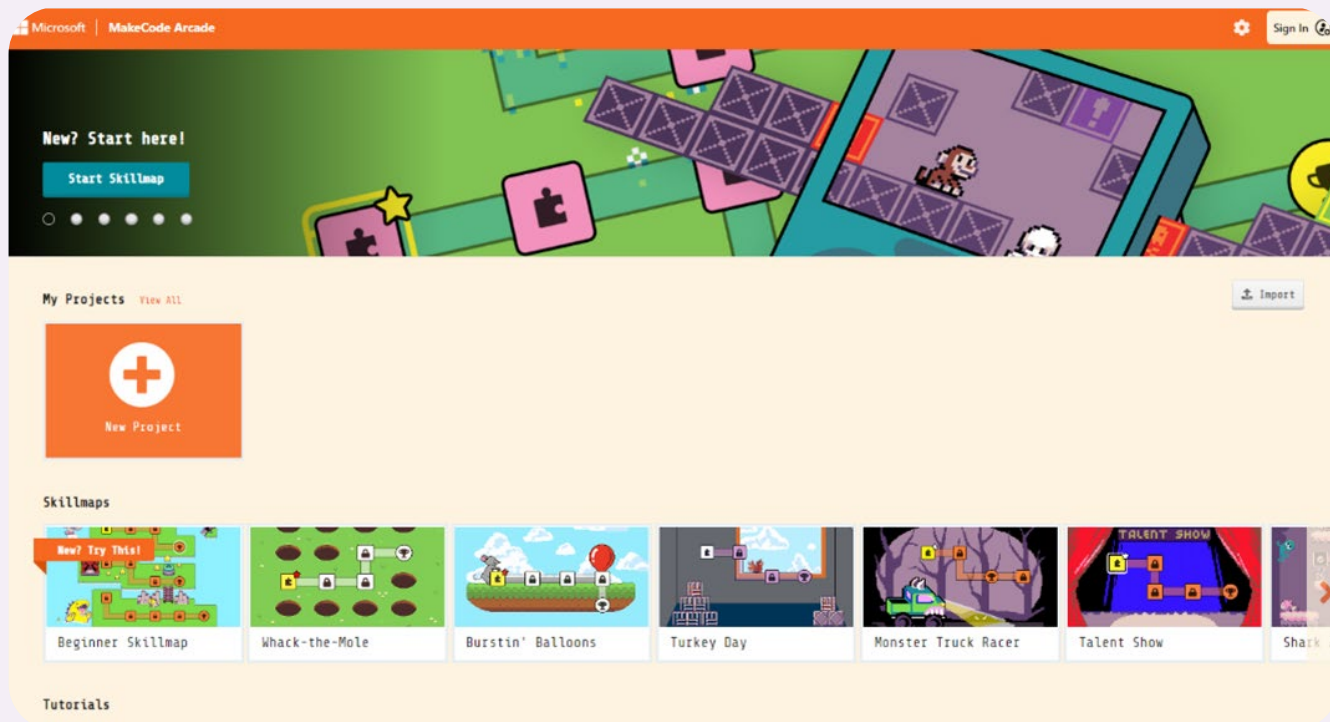 Microsoft | MakeCode Arcade
Sign In
New? Start here!
Start Skillmap
My Projects View All
Import
New Project
Skillmaps
New? Try This!
TALENT SHOW
Beginner Skillmap
Whack-the-Mole
Burstin' Balloons
Turkey Day
Monster Truck Racer
Talent Show
Shark
Tutorials